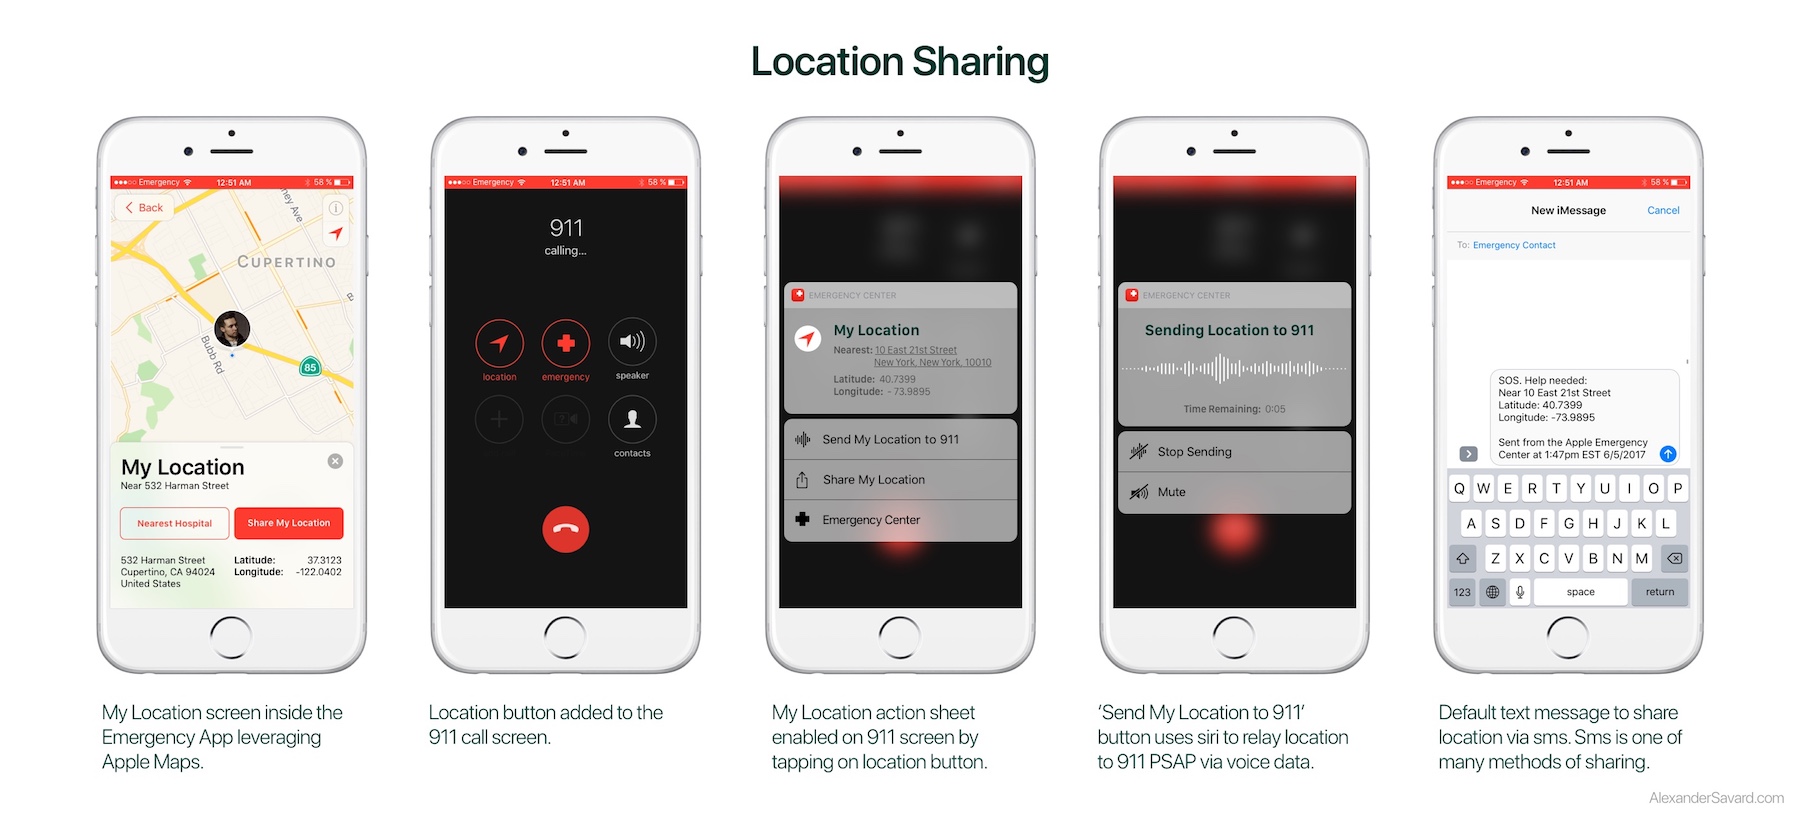 Location Sharing
Emergency
12:51 AM
58 %
Back
ney Ave
CUPERTINO
Bubb Rd
85
My Location
Near 532 Harman Street
Nearest Hospital
Share My Location
532 Harman Street
Cupertino, CA 94024
United States
Latitude: 37.3123
Longitude: -122.0402
My Location screen inside the
Emergency App leveraging
Apple Maps.
Emergency
12:51 AM
58 %
911
calling...
location
emergency
speaker
contacts
Location button added to the
911 call screen.
EMERGENCY CENTER
My Location
Nearest: 10 East 21st Street
New York, New York, 10010
Latitude: 40.7399
Longitude: - 73.9895
Send My Location to 911
Share My Location
Emergency Center
My Location action sheet
enabled on 911 screen by
tapping on location button.
EMERGENCY CENTER
Sending Location to 911
Time Remaining: 0:05
Stop Sending
Mute
‘Send My Location to 911’
button uses siri to relay location
to 911 PSAP via voice data.
Emergency
12:51 AM
58 %
New iMessage
Cancel
To: Emergency Contact
SOS. Help needed:
Near 10 East 21st Street
Latitude: 40.7399
Longitude: -73.9895
Sent from the Apple Emergency
Center at 1:47pm EST 6/5/2017
Q W E R T Y U I O P
A S D F G H J K L
Z X C V B N M
123
space
return
Default text message to share
location via sms. Sms is one of
many methods of sharing.
AlexanderSavard.com